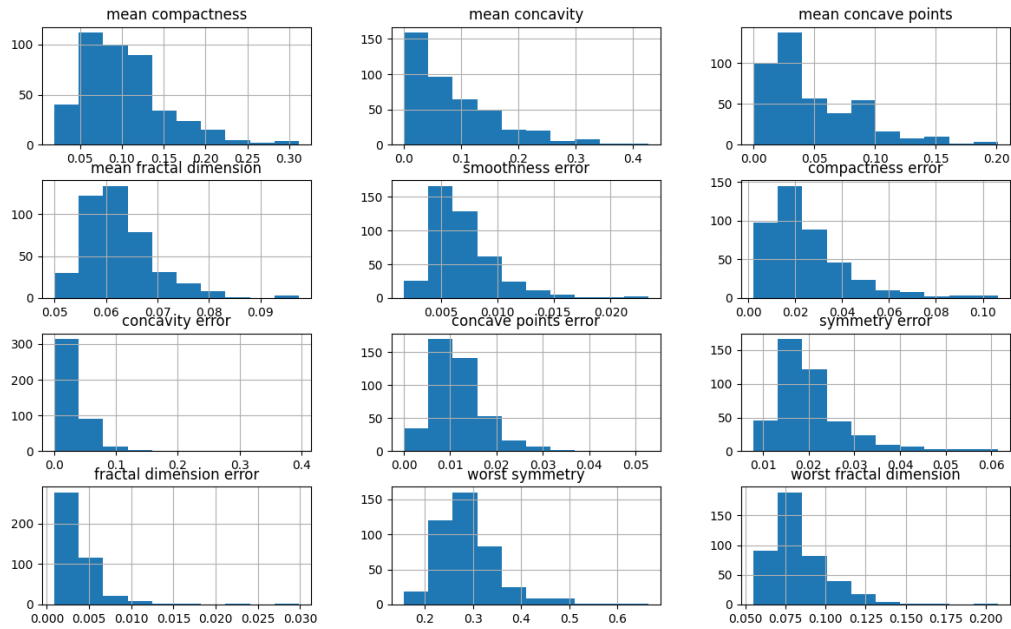 mean compactness
mean concavity
mean concave points
100
50
0
0.05 0.10 0.15 0.20 0.25 0.30
150
100
50
0
0.0 0.1 0.2 0.3 0.4
100
50
0
0.00 0.05 0.10 0.15 0.20
mean fractal dimension
smoothness error
compactness error
100
50
0
0.05 0.06 0.07 0.08 0.09
150
100
50
0
0.005 0.010 0.015 0.020
150
100
50
0
0.00 0.02 0.04 0.06 0.08 0.10
concavity error
concave points error
symmetry error
300
200
100
0
0.0 0.1 0.2 0.3 0.4
150
100
50
0
0.00 0.01 0.02 0.03 0.04 0.05
150
100
50
0
0.01 0.02 0.03 0.04 0.05 0.06
fractal dimension error
worst symmetry
worst fractal dimension
200
100
0
0.000 0.005 0.010 0.015 0.020 0.025 0.030
150
100
50
0
0.2 0.3 0.4 0.5 0.6
150
100
50
0
0.050 0.075 0.100 0.125 0.150 0.175 0.200